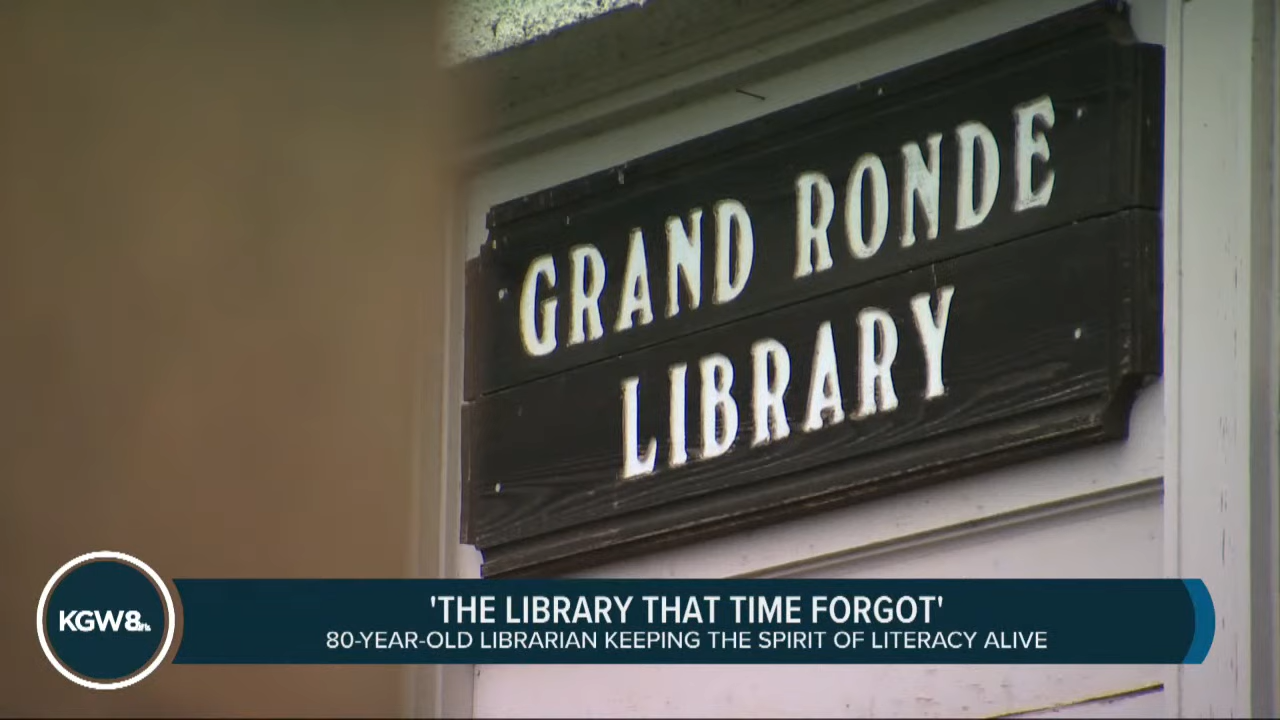 GRAND RONDE
LIBRARY
KGW8
'THE LIBRARY THAT TIME FORGOT'
80-YEAR-OLD LIBRARIAN KEEPING THE SPIRIT OF LITERACY ALIVE